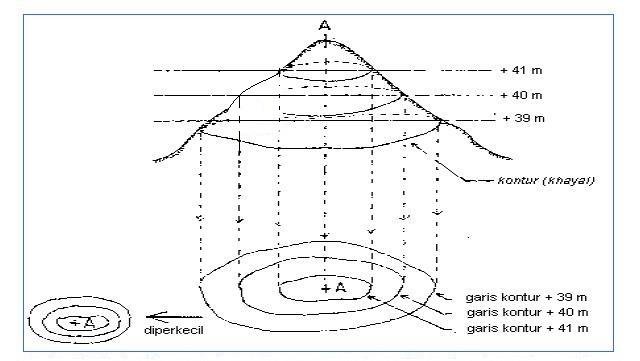 A
+ 41 m
+ 40 m
+ 39 m
kontur (khayal)
+ A
garis kontur + 39 m
garis kontur + 40 m
garis kontur + 41 m
+ A
diperkecil